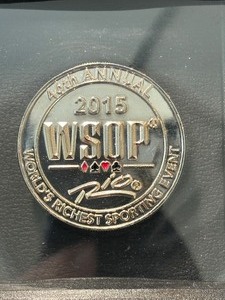 46th ANNUAL
2015
WSOP®
Rio®
WORLD'S RICHEST SPORTING EVENT